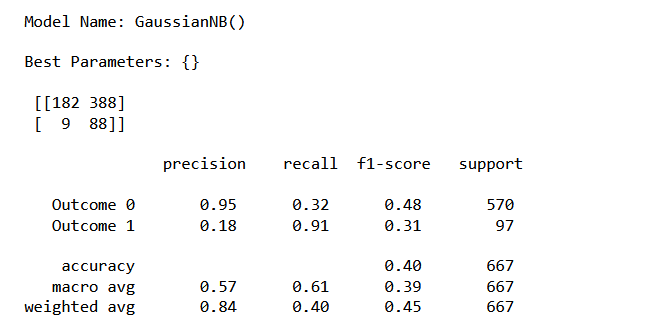 Model Name: GaussianNB()
Best Parameters: {}
[[182 388]
[  9  88]]
precision    recall  f1-score   support
Outcome 0       0.95      0.32      0.48       570
Outcome 1       0.18      0.91      0.31        97
accuracy                           0.40       667
macro avg       0.57      0.61      0.39       667
weighted avg       0.84      0.40      0.45       667